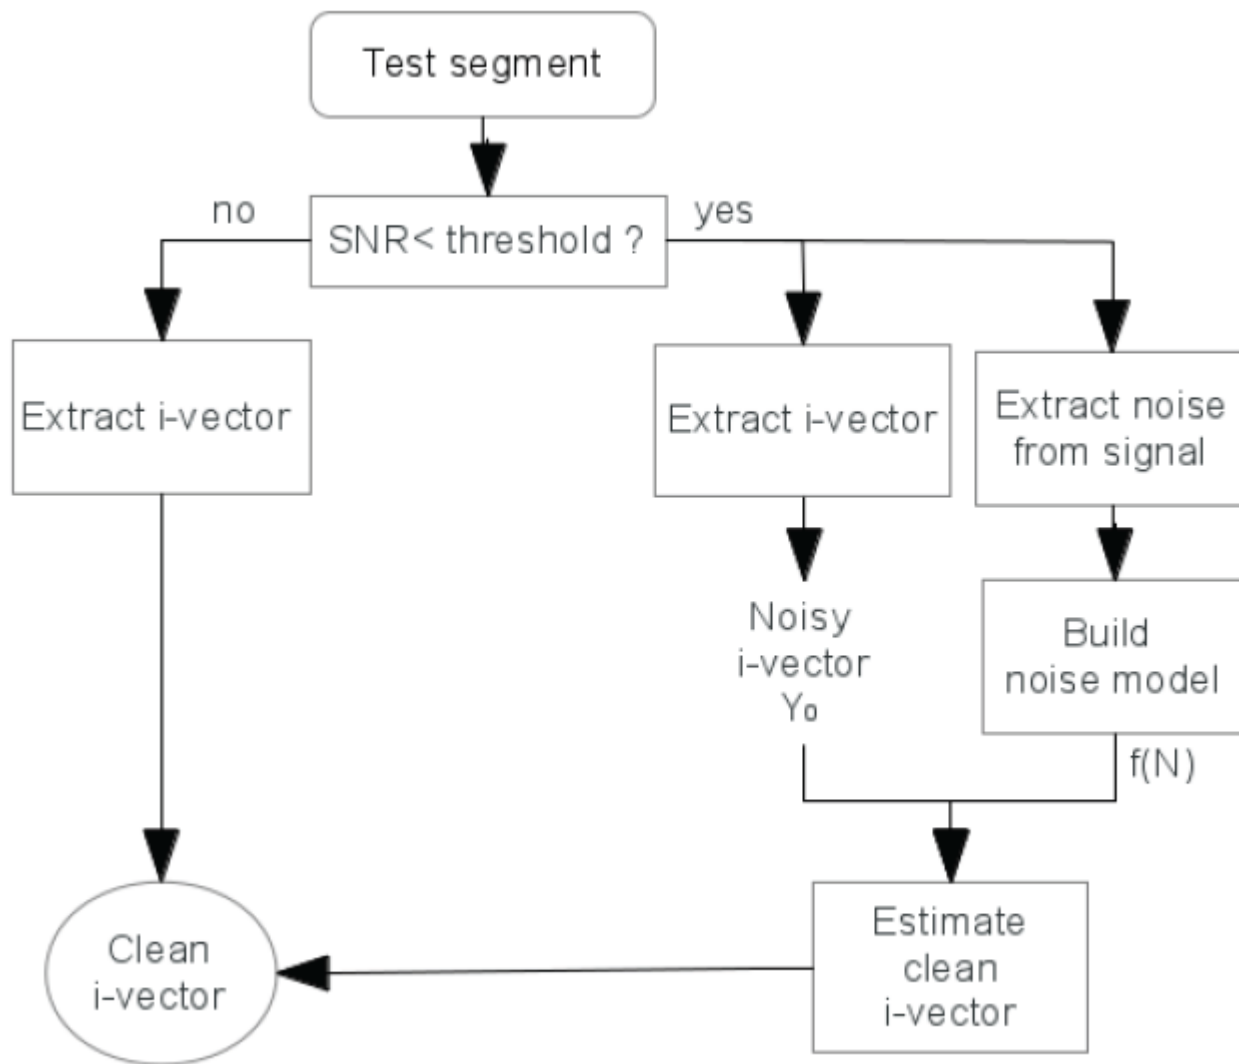 Test segment
no
SNR< threshold ?
yes
Extract i-vector
Extract i-vector
Extract noise
from signal
Noisy
i-vector
Y₀
Build
noise model
f(N)
Clean
i-vector
Estimate
clean
i-vector